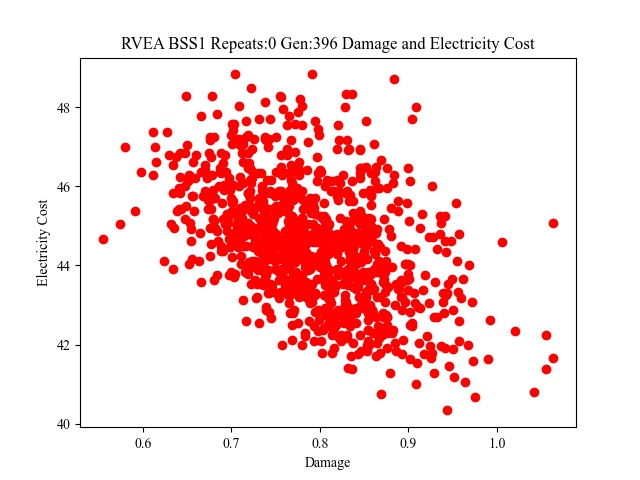 RVEA BSS1 Repeats:0 Gen:396 Damage and Electricity Cost
48
46
44
42
40
Electricity Cost
0.6 0.7 0.8 0.9 1.0
Damage